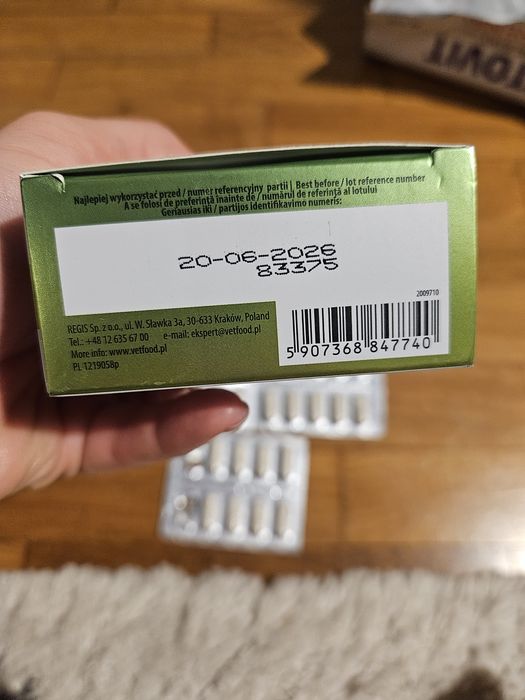 TOVIT
Najlepiej wykorzystać przed / numer referencyjny partii | Best before / lot reference number
A se folosi de preferință înainte de / numărul de referință al lotului
Geriausias iki / partijos identifikavimo numeris:
20-06-2026
83375
2009710
REGIS Sp. z o.o., ul. W. Sławka 3a, 30-633 Kraków, Poland
Tel.: +48 12 635 67 00 e-mail: ekspert@vetfood.pl
More info: www.vetfood.pl
PL 1219058p
5 907368 847740